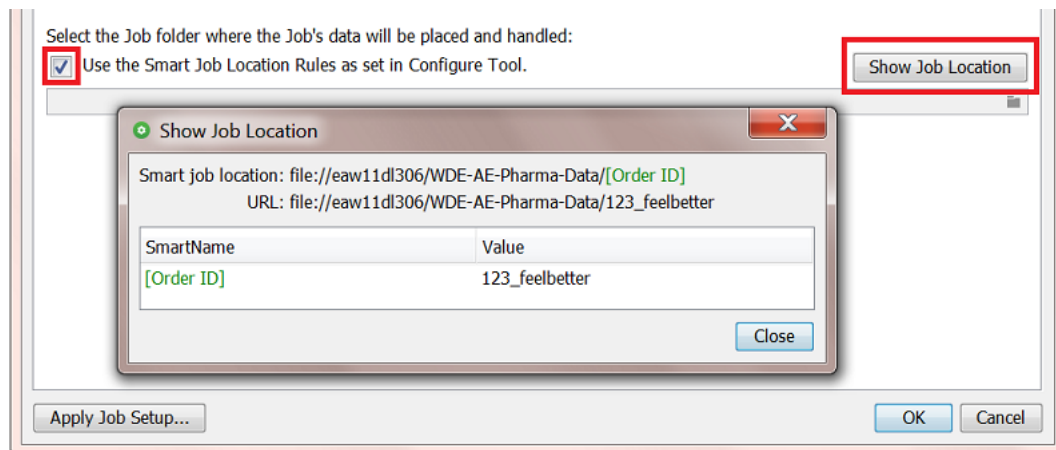 Select the Job folder where the Job's data will be placed and handled:
Use the Smart Job Location Rules as set in Configure Tool.
Show Job Location
Show Job Location
Smart job location: file://eaw11dl306/WDE-AE-Pharma-Data/[Order ID]
URL: file://eaw11dl306/WDE-AE-Pharma-Data/123_feelbetter
SmartName Value
[Order ID] 123_feelbetter
Close
Apply Job Setup... OK Cancel